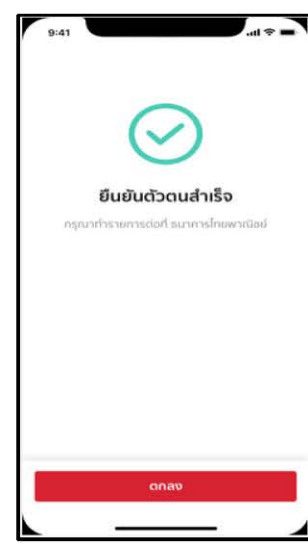 9:41
ยืนยันตัวตนสำเร็จ
กรุณาทำรายการต่อที่ ธนาคารไทยพาณิชย์
ตกลง